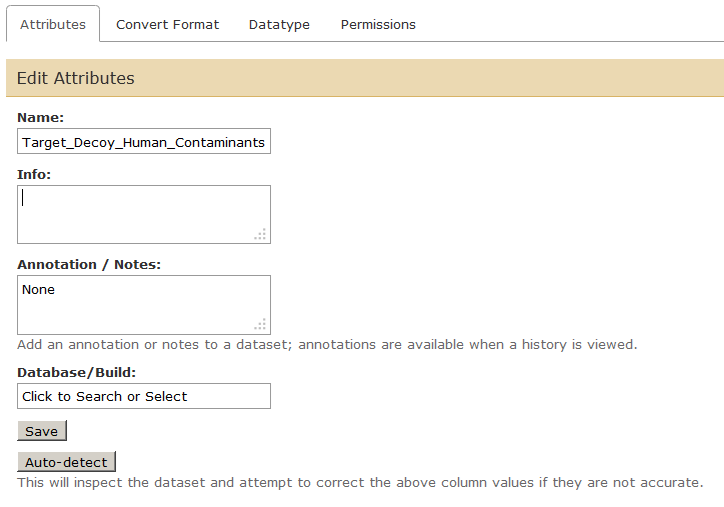 Attributes Convert Format Datatype Permissions
Edit Attributes
Name:
Target_Decoy_Human_Contaminants
Info:
Annotation / Notes:
None
Add an annotation or notes to a dataset; annotations are available when a history is viewed.
Database/Build:
Click to Search or Select
Save
Auto-detect
This will inspect the dataset and attempt to correct the above column values if they are not accurate.